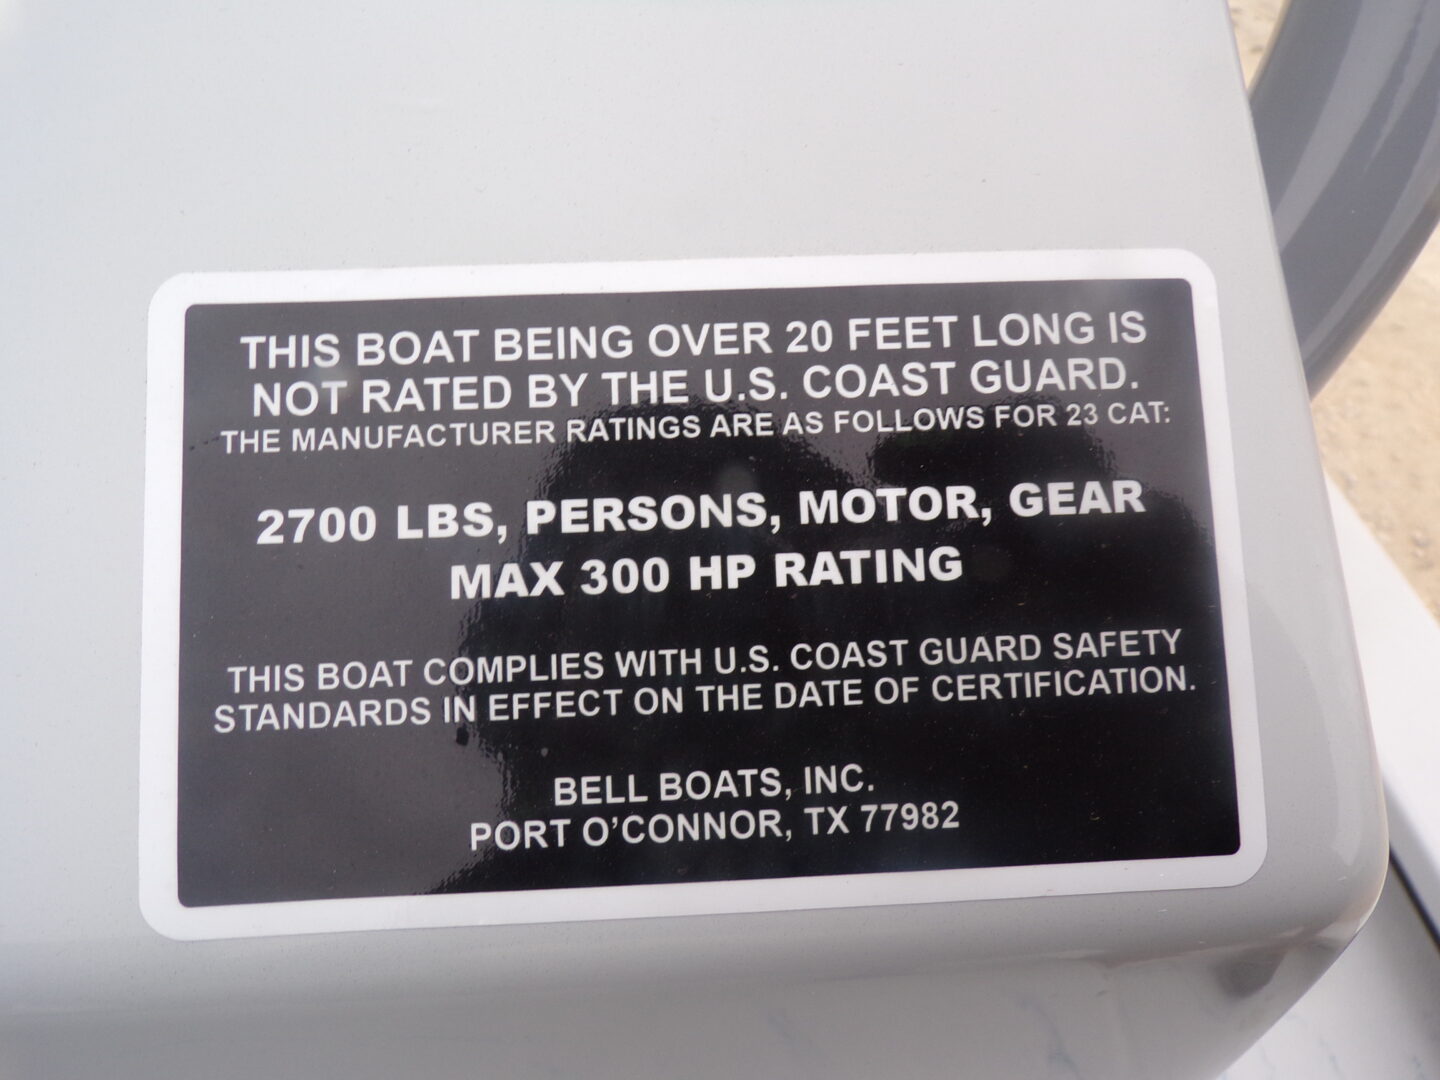 THIS BOAT BEING OVER 20 FEET LONG IS
NOT RATED BY THE U.S. COAST GUARD.
THE MANUFACTURER RATINGS ARE AS FOLLOWS FOR 23 CAT:
2700 LBS, PERSONS, MOTOR, GEAR
MAX 300 HP RATING
THIS BOAT COMPLIES WITH U.S. COAST GUARD SAFETY
STANDARDS IN EFFECT ON THE DATE OF CERTIFICATION.
BELL BOATS, INC.
PORT O'CONNOR, TX 77982